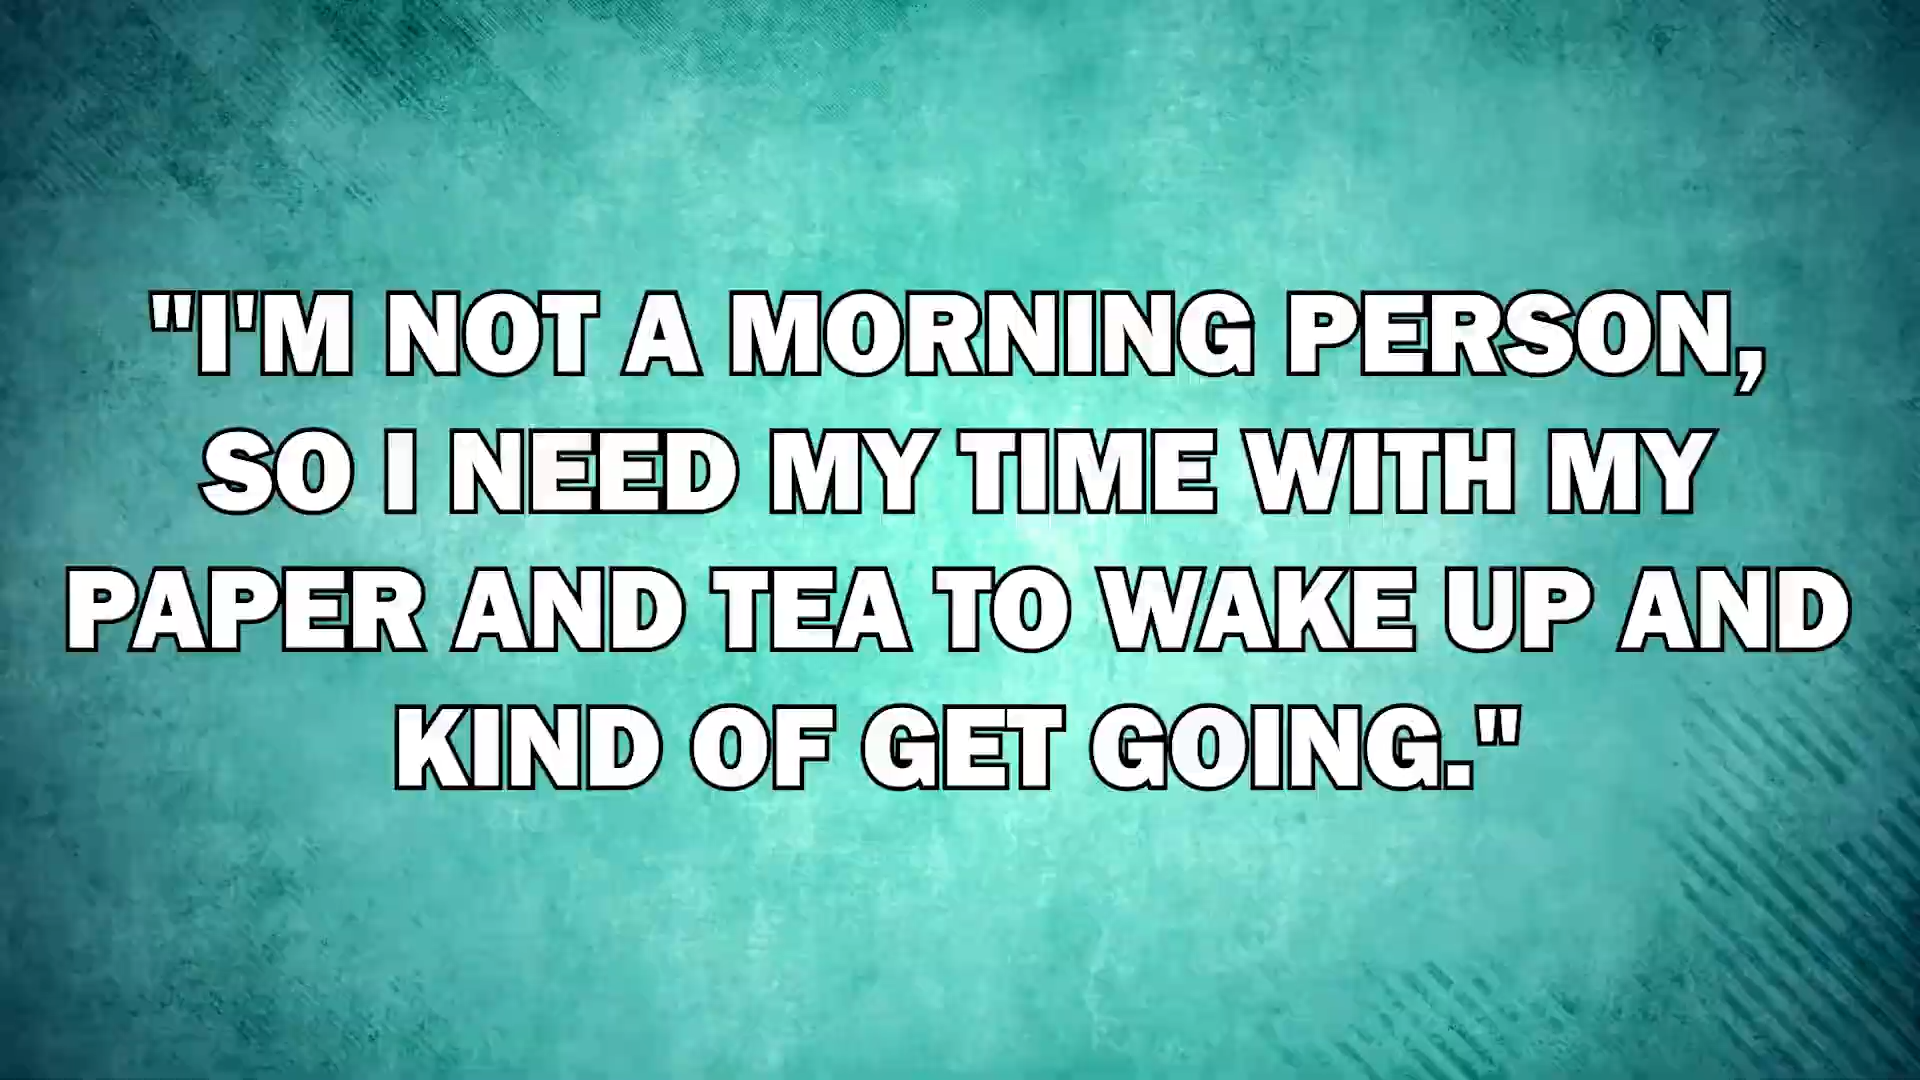 "I'M NOT A MORNING PERSON,
SO I NEED MY TIME WITH MY
PAPER AND TEA TO WAKE UP AND
KIND OF GET GOING."